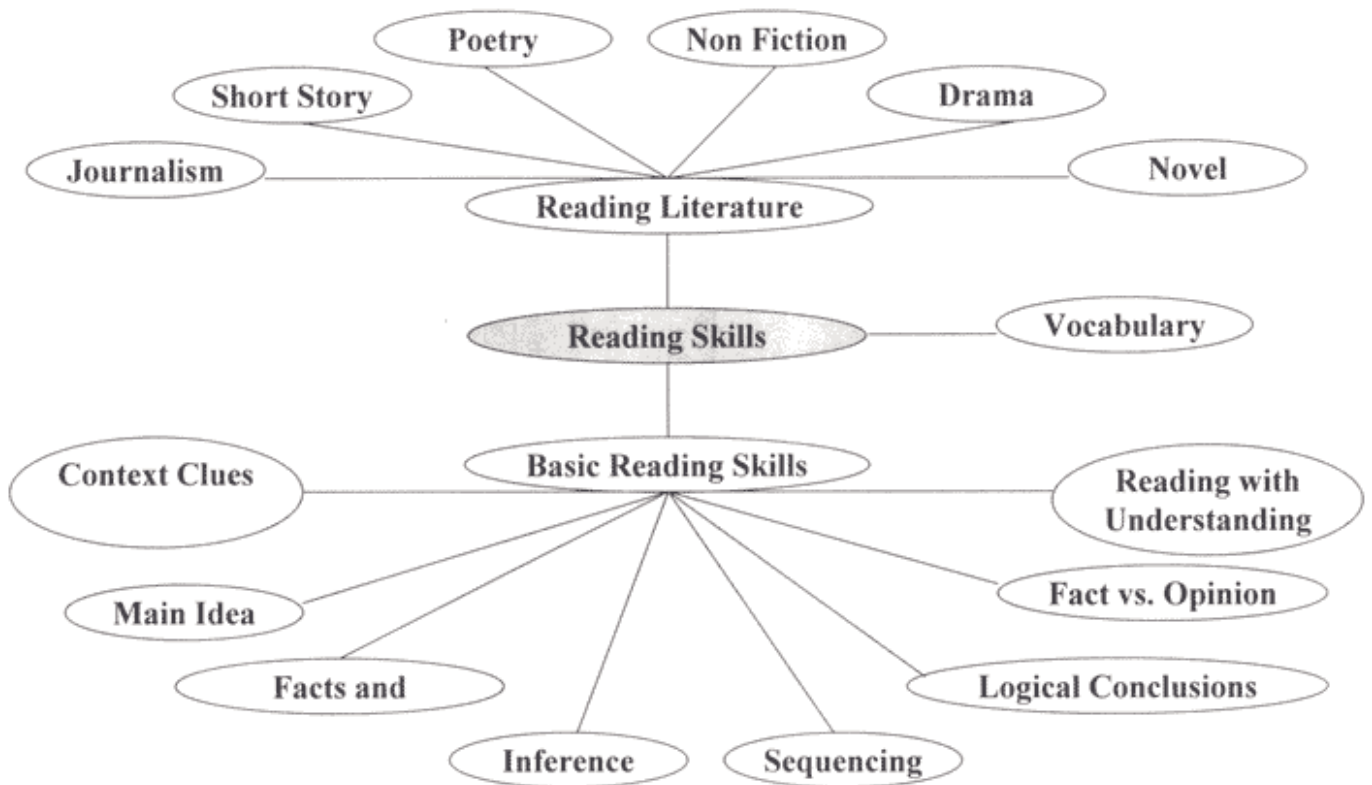 Poetry
Non Fiction
Short Story
Drama
Journalism
Novel
Reading Literature
Reading Skills
Vocabulary
Basic Reading Skills
Context Clues
Reading with
Understanding
Main Idea
Fact vs. Opinion
Facts and
Logical Conclusions
Inference
Sequencing